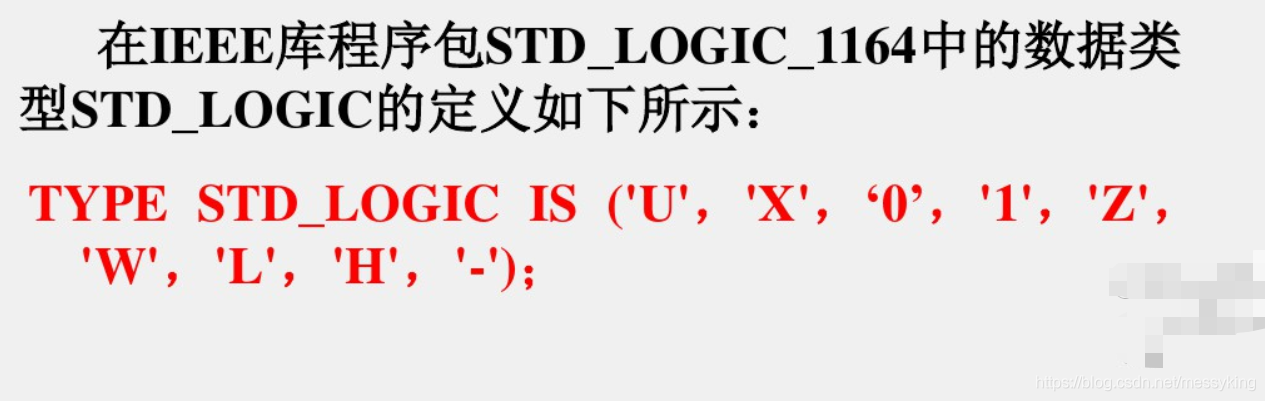 在IEEE库程序包STD_LOGIC_1164中的数据类
型STD_LOGIC的定义如下所示：
TYPE STD_LOGIC IS ('U'，'X'，‘0’，'1'，'Z'，
'W'，'L'，'H'，'-')；
https://blog.csdn.net/messyking